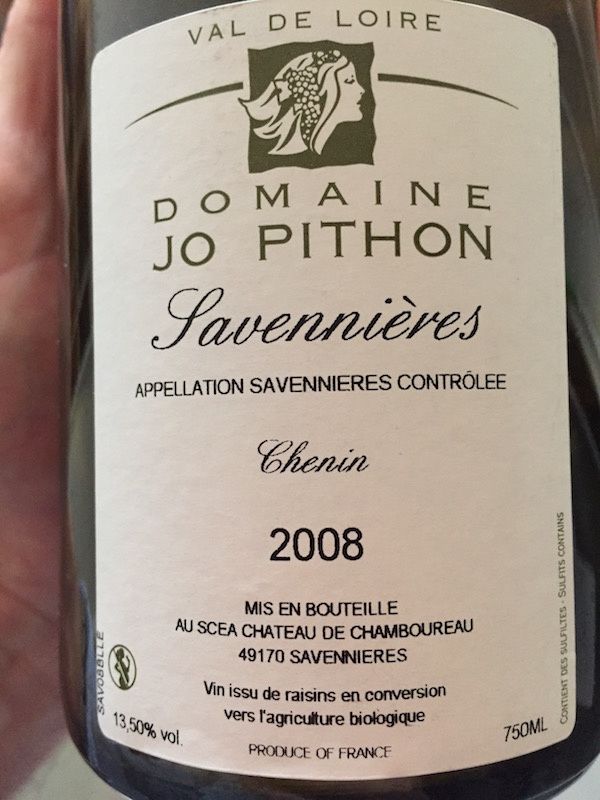 VAL DE LOIRE
DOMAINE
JO PITHON
Savennières
APPELLATION SAVENNIERES CONTRÔLEE
Chenin
2008
MIS EN BOUTEILLE
AU SCEA CHATEAU DE CHAMBOUREAU
49170 SAVENNIERES
Vin issu de raisins en conversion
vers l'agriculture biologique
13,50% vol.
750ML
PRODUCE OF FRANCE
SAVO8BLLE
CONTIENT DES SULFILTES - SULFITS CONTAINS